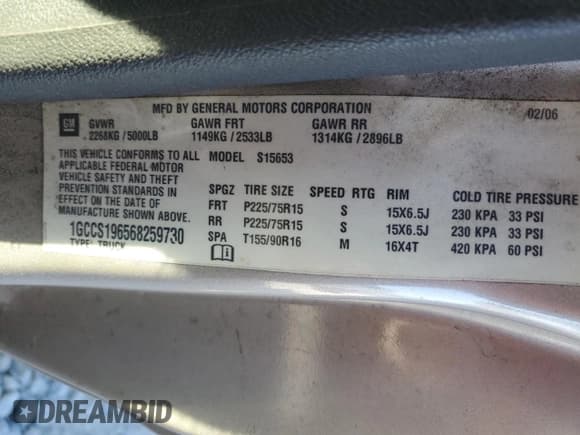 MFD BY GENERAL MOTORS CORPORATION 02/06
GM GVWR GAWR FRT GAWR RR
2268KG / 5000LB 1149KG / 2533LB 1314KG / 2896LB
THIS VEHICLE CONFORMS TO ALL MODEL S15653
APPLICABLE FEDERAL MOTOR
VEHICLE SAFETY AND THEFT
PREVENTION STANDARDS IN
EFFECT ON THE DATE OF
MANUFACTURE SHOWN ABOVE.
1GCCS196568259730
TYPE: TRUCK
SPGZ TIRE SIZE SPEED RTG RIM COLD TIRE PRESSURE
FRT P225/75R15 S 15X6.5J 230 KPA 33 PSI
RR P225/75R15 S 15X6.5J 230 KPA 33 PSI
SPA T155/90R16 M 16X4T 420 KPA 60 PSI
DREAMBID